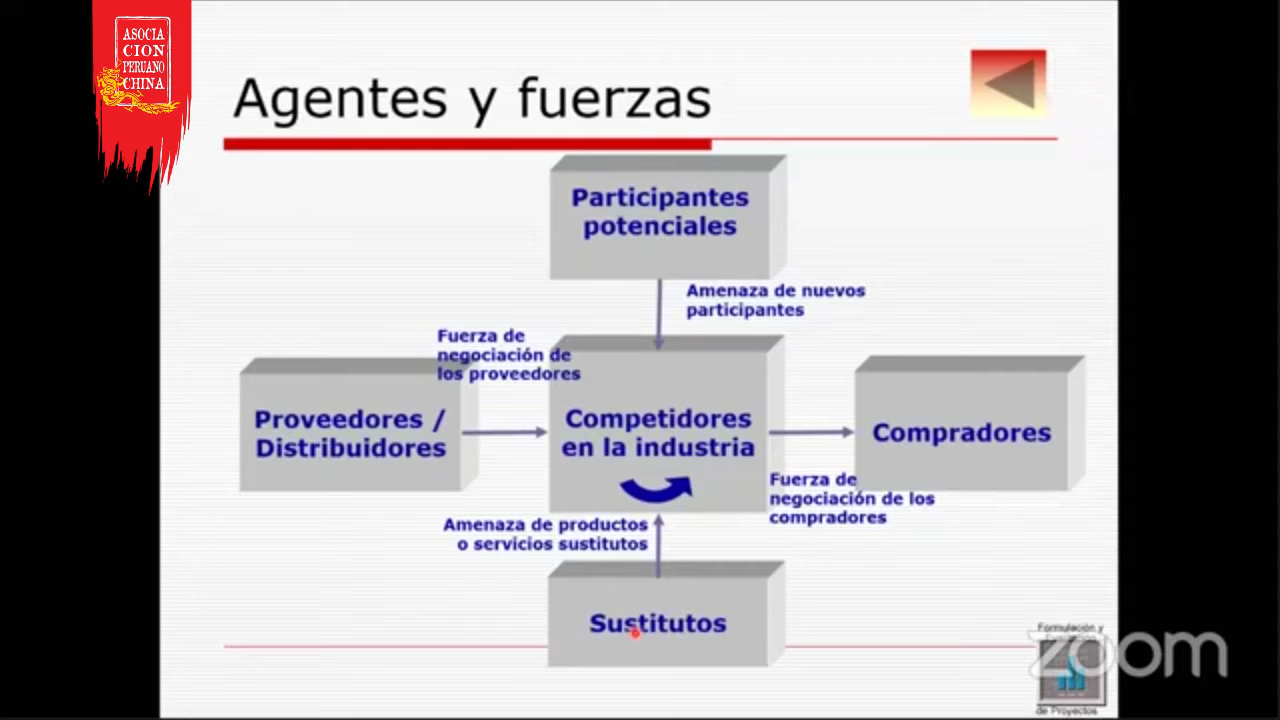 ASOCIA
CION
PERUANO
CHINA
Agentes y fuerzas
Participantes
potenciales
Amenaza de nuevos
participantes
Fuerza de
negociación de
los proveedores
Proveedores /
Distribuidores
Competidores
en la industria
Compradores
Fuerza de
negociación de los
compradores
Amenaza de productos
o servicios sustitutos
Sustitutos
Formulación y
zoom
de Proyectos